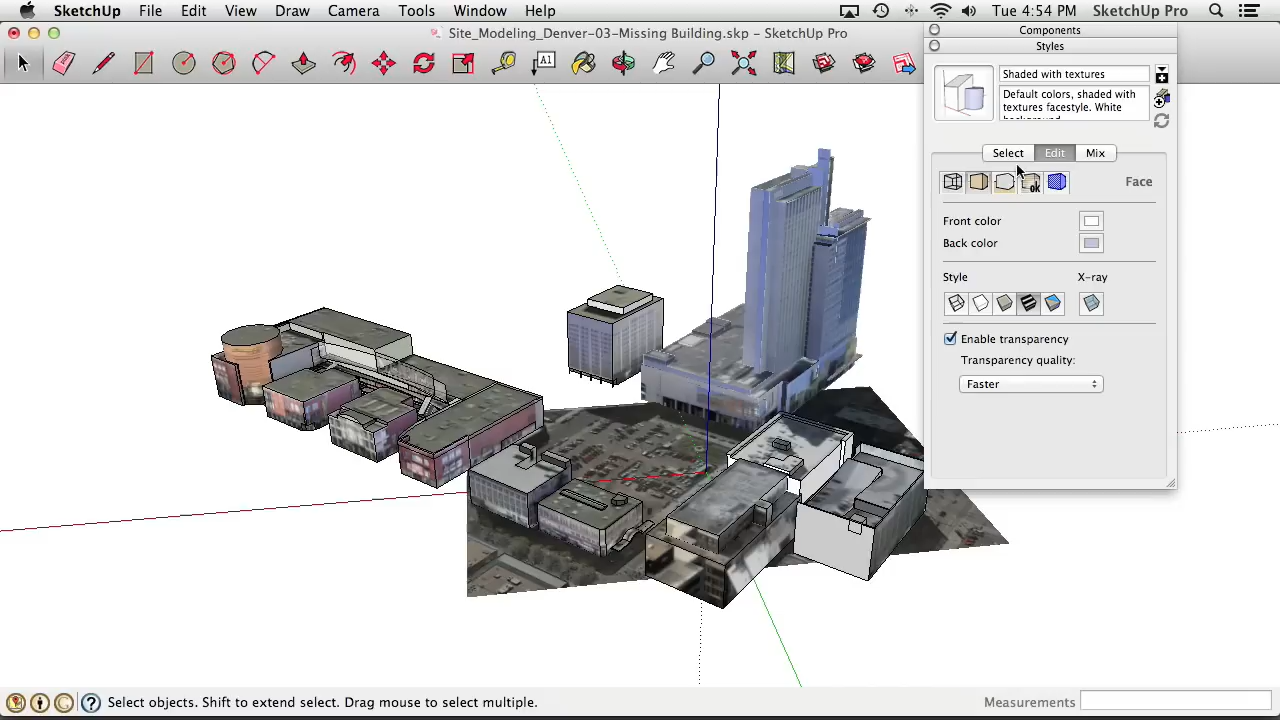 SketchUp File Edit View Draw Camera Tools Window Help Tue 4:54 PM SketchUp Pro
Site_Modeling_Denver-03-Missing Building.skp - SketchUp Pro
Components
Styles
A1
Shaded with textures
Default colors, shaded with
textures facestyle. White
Select Edit Mix
Face
Front color
Back color
Style X-ray
Enable transparency
Transparency quality:
Faster
Select objects. Shift to extend select. Drag mouse to select multiple.
Measurements